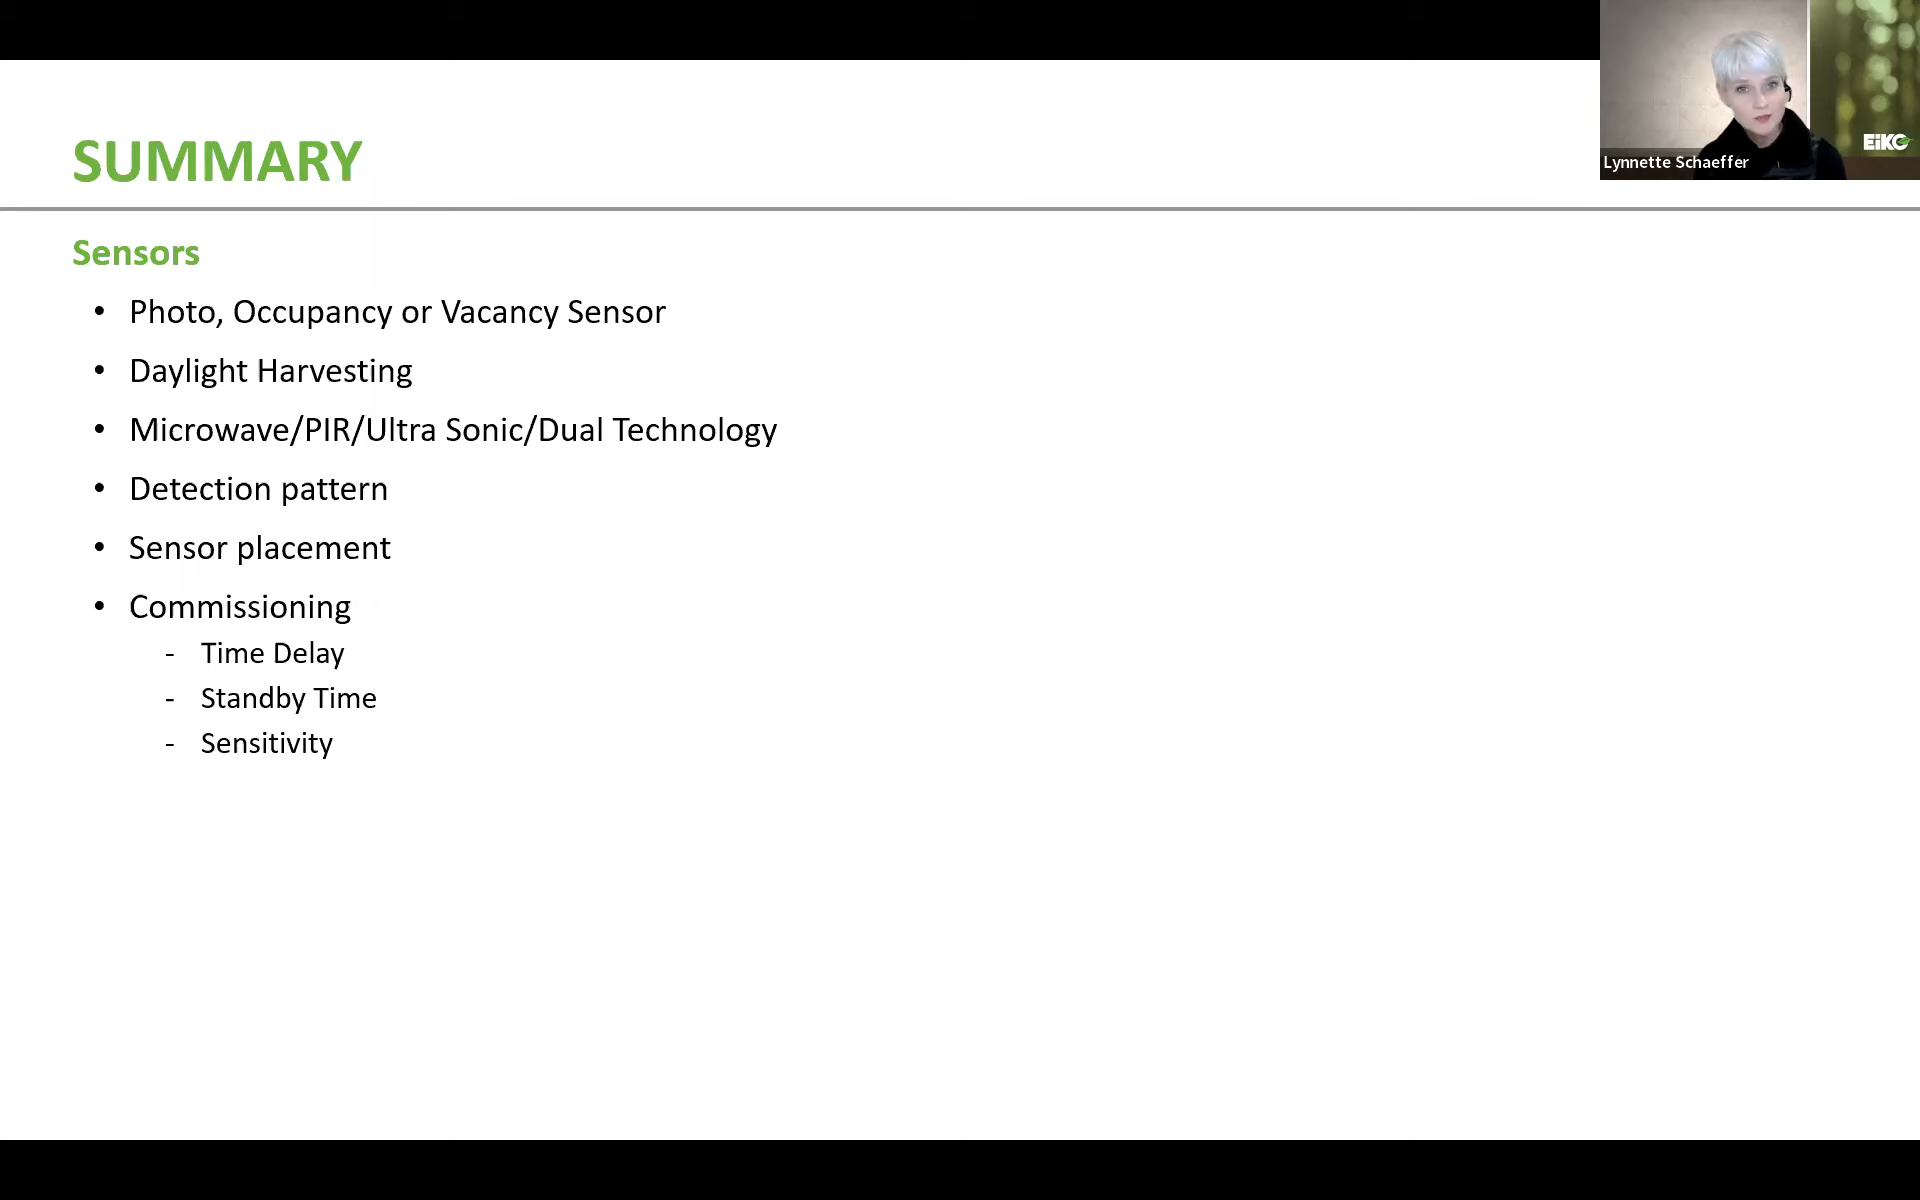 SUMMARY
Sensors
• Photo, Occupancy or Vacancy Sensor
• Daylight Harvesting
• Microwave/PIR/Ultra Sonic/Dual Technology
• Detection pattern
• Sensor placement
• Commissioning
- Time Delay
- Standby Time
- Sensitivity
EiKO
Lynnette Schaeffer